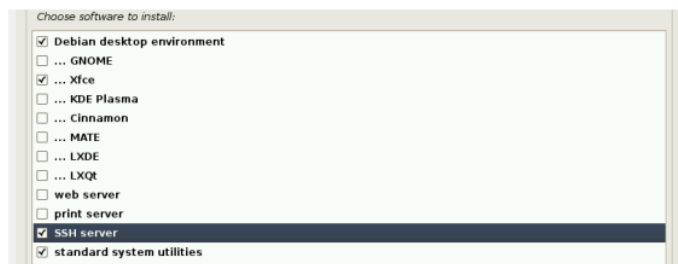 Choose software to install:
Debian desktop environment
... GNOME
... Xfce
... KDE Plasma
... Cinnamon
... MATE
... LXDE
... LXQt
web server
print server
SSH server
standard system utilities